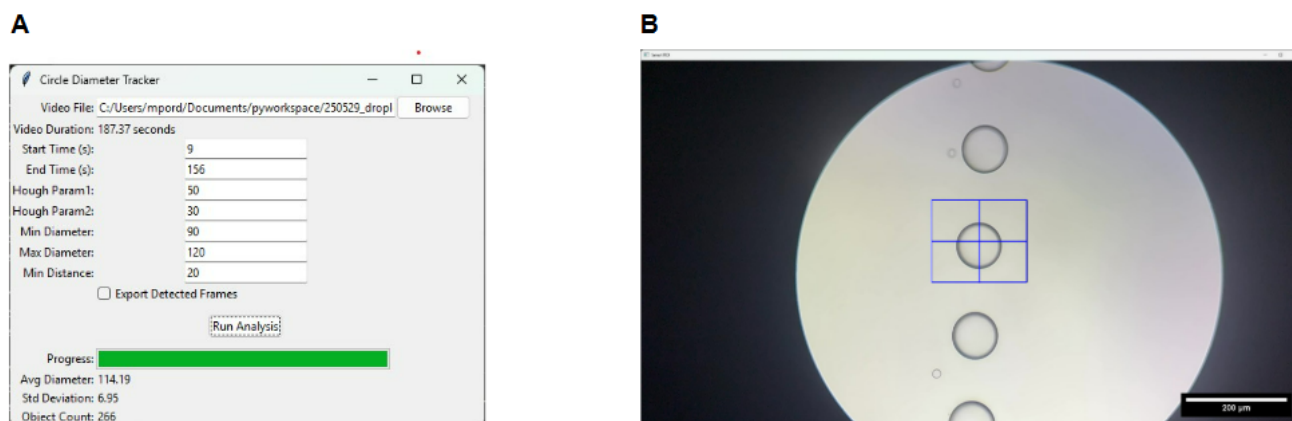 A
B
Circle Diameter Tracker
Video File: C:/Users/mpord/Documents/pyworkspace/250529_dropl Browse
Video Duration: 187.37 seconds
Start Time (s): 9
End Time (s): 156
Hough Param1: 50
Hough Param2: 30
Min Diameter: 90
Max Diameter: 120
Min Distance: 20
Export Detected Frames
Run Analysis
Progress:
Avg Diameter: 114.19
Std Deviation: 6.95
Object Count: 266
200 μm